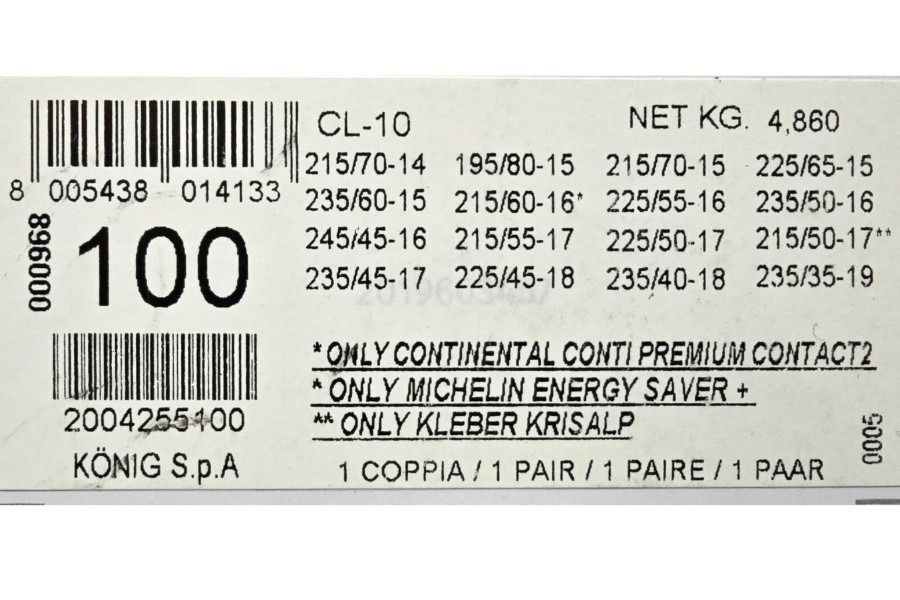 CL-10 NET KG. 4,860
215/70-14 195/80-15 215/70-15 225/65-15
235/60-15 215/60-16* 225/55-16 235/50-16
245/45-16 215/55-17 225/50-17 215/50-17**
235/45-17 225/45-18 235/40-18 235/35-19
8 005438 014133
000968
100
2004255100
KÖNIG S.p.A
* ONLY CONTINENTAL CONTI PREMIUM CONTACT2
* ONLY MICHELIN ENERGY SAVER +
** ONLY KLEBER KRISALP
1 COPPIA / 1 PAIR / 1 PAIRE / 1 PAAR
0005